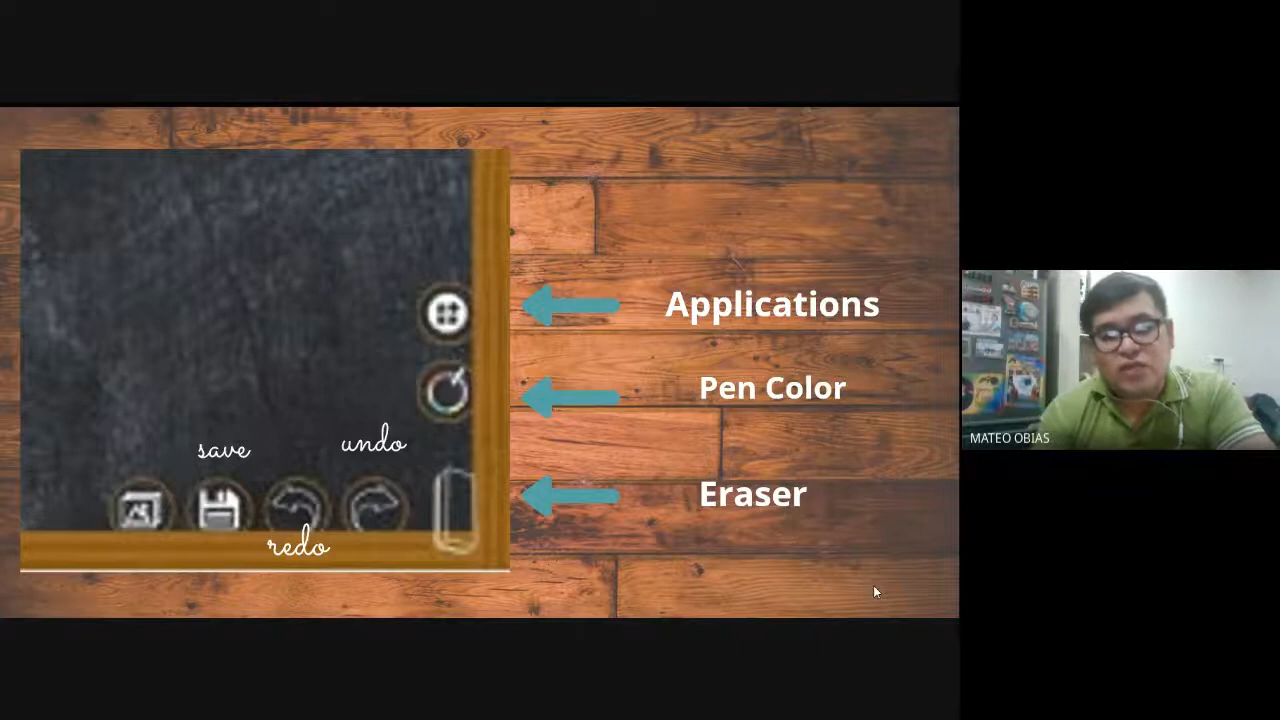 Applications
Pen Color
save
undo
Eraser
redo
MATEO OBIAS